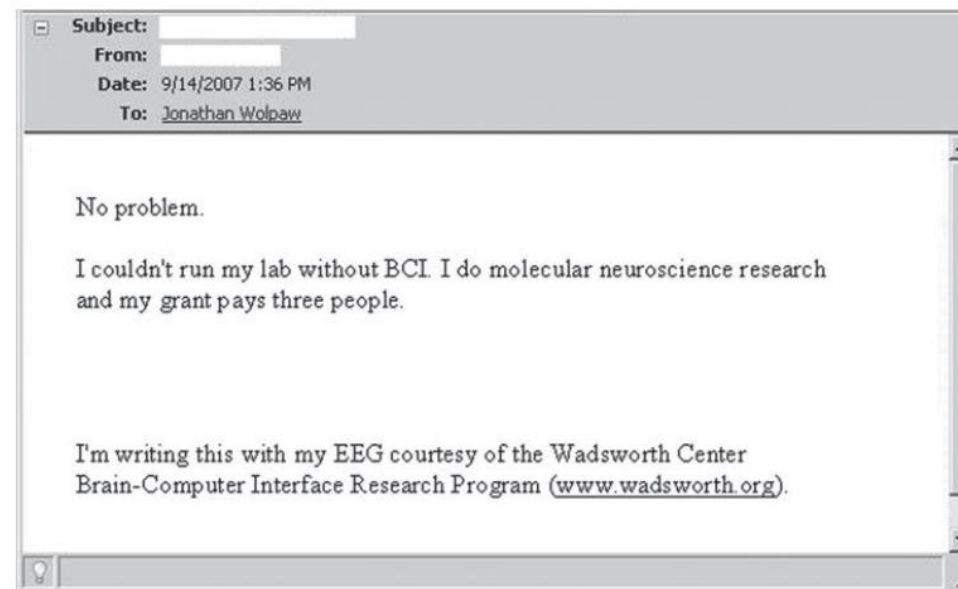 Subject:
From:
Date: 9/14/2007 1:36 PM
To: Jonathan Wolpaw
No problem.
I couldn't run my lab without BCI. I do molecular neuroscience research
and my grant pays three people.
I'm writing this with my EEG courtesy of the Wadsworth Center
Brain-Computer Interface Research Program (www.wadsworth.org).